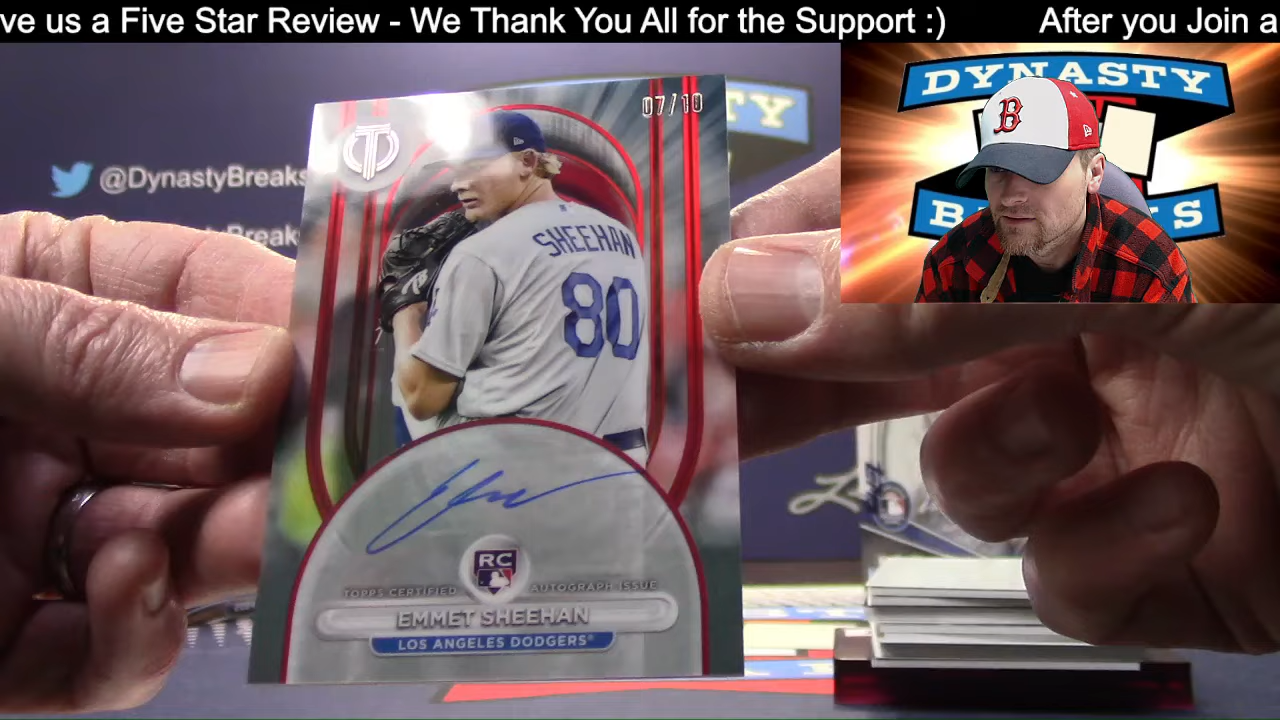 ve us a Five Star Review - We Thank You All for the Support :) After you Join a
07/10
TY
DYNASTY
@DynastyBreaks
B
B S
SHEEHAN
80
RC
TOPPS CERTIFIED AUTOGRAPH ISSUE
EMMET SHEEHAN
LOS ANGELES DODGERS®